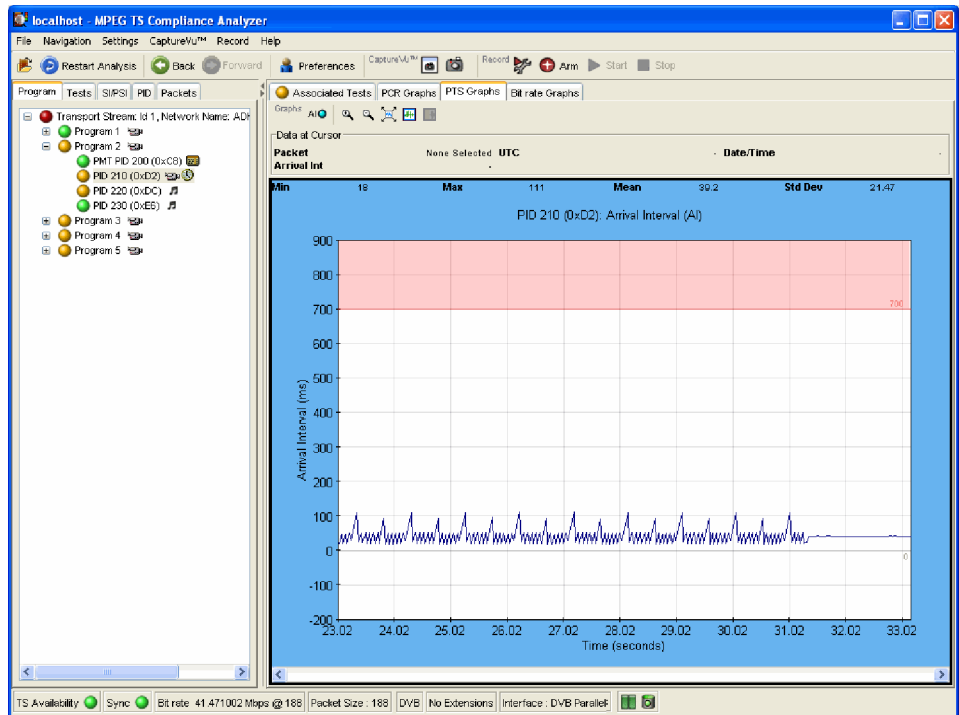 localhost - MPEG TS Compliance Analyzer
File Navigation Settings CaptureVu™ Record Help
Restart Analysis Back Forward Preferences CaptureVu™ Record Arm Start Stop
Program Tests SI/PSI PID Packets
Associated Tests PCR Graphs PTS Graphs Bit rate Graphs
Transport Stream: Id 1, Network Name: ADH
Program 1
Program 2
PMT PID 200 (0xC8)
PID 210 (0xD2)
PID 220 (0xDC)
PID 230 (0xE6)
Program 3
Program 4
Program 5
Graphs AI
Data at Cursor
Packet None Selected UTC - Date/Time -
Arrival Int -
Min 18 Max 111 Mean 39.2 Std Dev 21.47
PID 210 (0xD2): Arrival Interval (AI)
Arrival Interval (ms)
900
800
700
700
600
500
400
300
200
100
0
0
-100
-200
23.02 24.02 25.02 26.02 27.02 28.02 29.02 30.02 31.02 32.02 33.02
Time (seconds)
TS Availability Sync Bit rate 41.471002 Mbps @ 188 Packet Size : 188 DVB No Extensions Interface : DVB Parallel